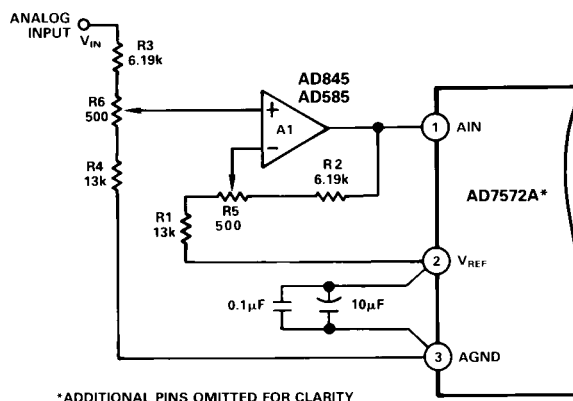 ANALOG
INPUT
VIN
R3
6.19k
R6
500
R4
13k
AD845
AD585
+
A1
−
R2
6.19k
R5
500
R1
13k
1
AIN
AD7572A*
2
VREF
0.1µF
10µF
3
AGND
*ADDITIONAL PINS OMITTED FOR CLARITY